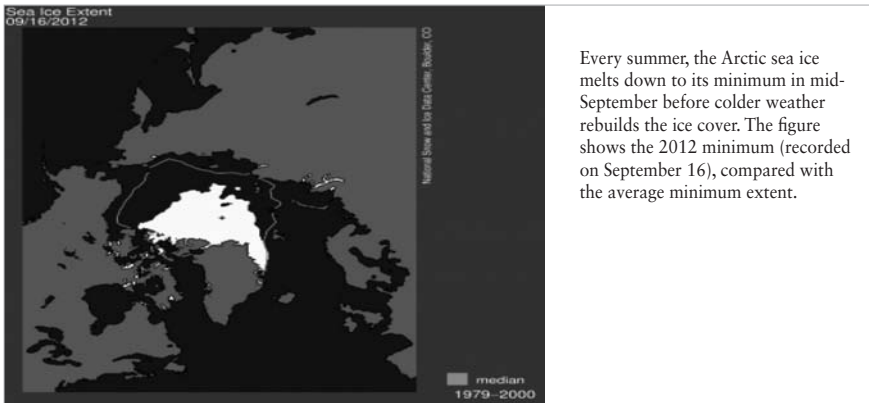 Sea Ice Extent
09/16/2012
National Snow and Ice Data Center, Boulder, CO
median
1979–2000
Every summer, the Arctic sea ice
melts down to its minimum in mid-
September before colder weather
rebuilds the ice cover. The figure
shows the 2012 minimum (recorded
on September 16), compared with
the average minimum extent.